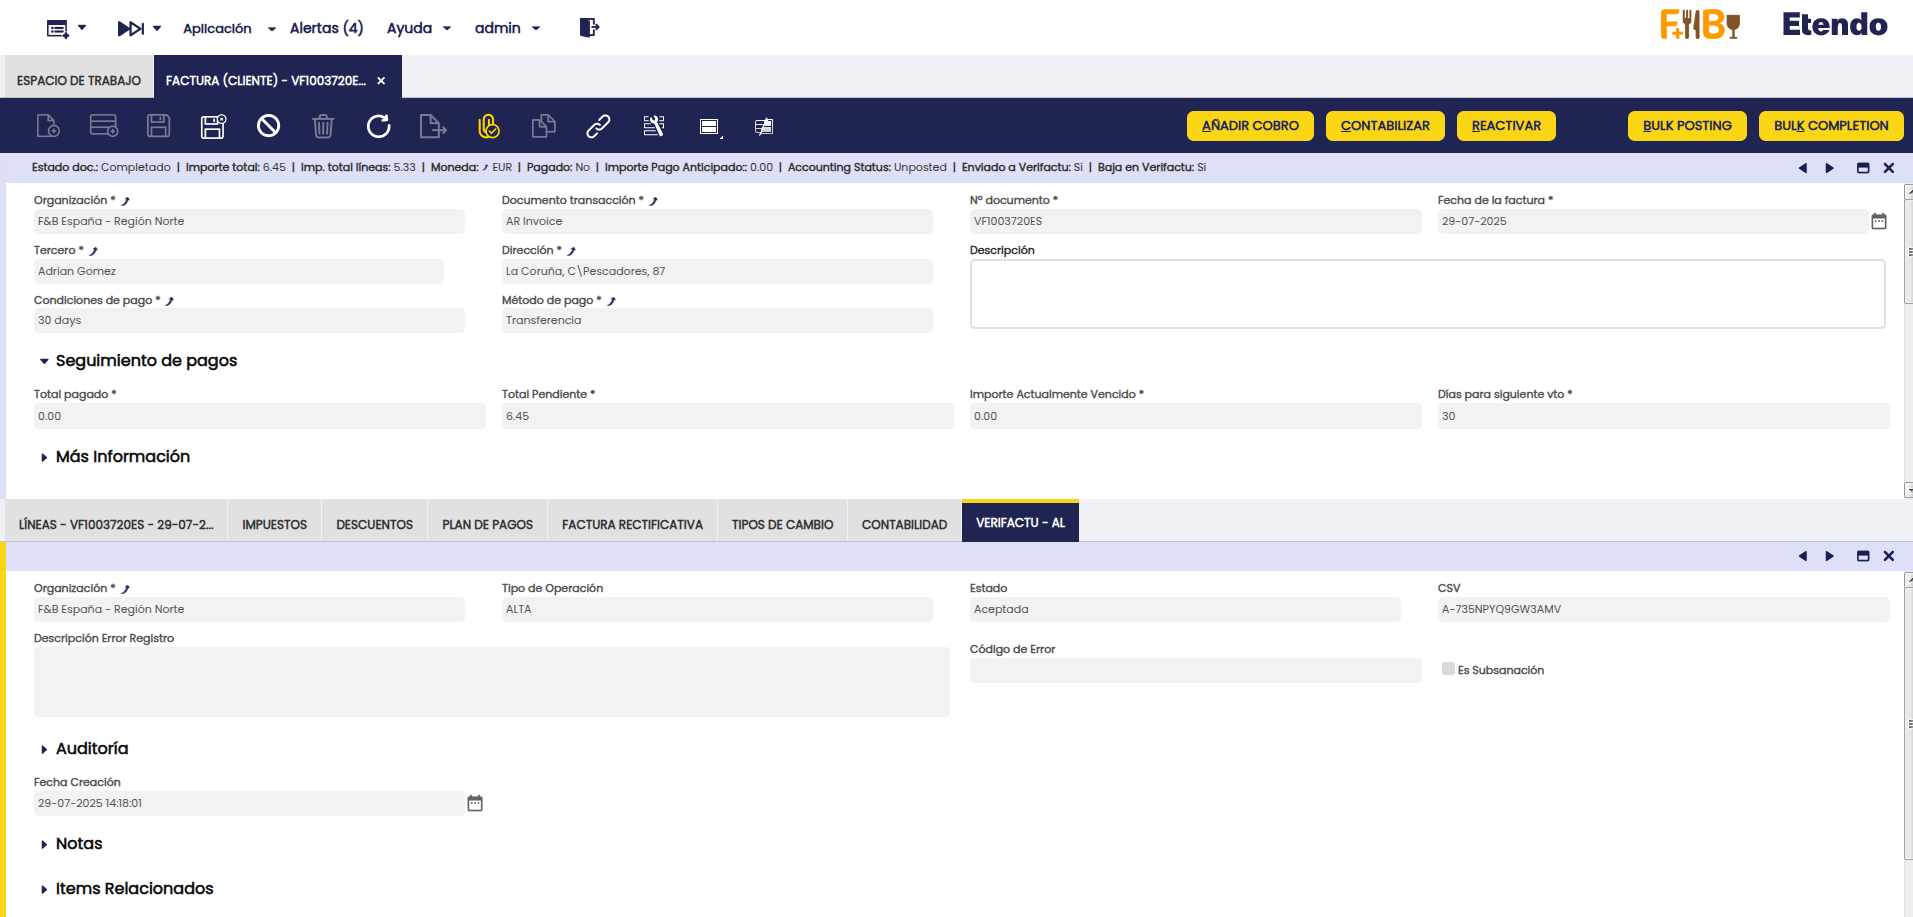 Aplicación Alertas (4) Ayuda admin F+B Etendo
ESPACIO DE TRABAJO FACTURA (CLIENTE) - VF1003720E...
AÑADIR COBRO CONTABILIZAR REACTIVAR BULK POSTING BULK COMPLETION
Estado doc.: Completado | Importe total: 6.45 | Imp. total líneas: 5.33 | Moneda: EUR | Pagado: No | Importe Pago Anticipado:: 0.00 | Accounting Status: Unposted | Enviado a Verifactu: Sí | Baja en Verifactu: Sí
Organización * Documento transacción * Nº documento * Fecha de la factura *
F&B España - Región Norte AR Invoice VF1003720ES 29-07-2025
Tercero * Dirección * Descripción
Adrian Gomez La Coruña, C\Pescadores, 87
Condiciones de pago * Método de pago *
30 days Transferencia
Seguimiento de pagos
Total pagado * Total Pendiente * Importe Actualmente Vencido * Días para siguiente vto *
0.00 6.45 0.00 30
Más Información
LÍNEAS - VF1003720ES - 29-07-2... IMPUESTOS DESCUENTOS PLAN DE PAGOS FACTURA RECTIFICATIVA TIPOS DE CAMBIO CONTABILIDAD VERIFACTU - AL
Organización * Tipo de Operación Estado CSV
F&B España - Región Norte ALTA Aceptada A-735NPYQ9GW3AMV
Descripción Error Registro
Código de Error
Es Subsanación
Auditoría
Fecha Creación
29-07-2025 14:18:01
Notas
Items Relacionados